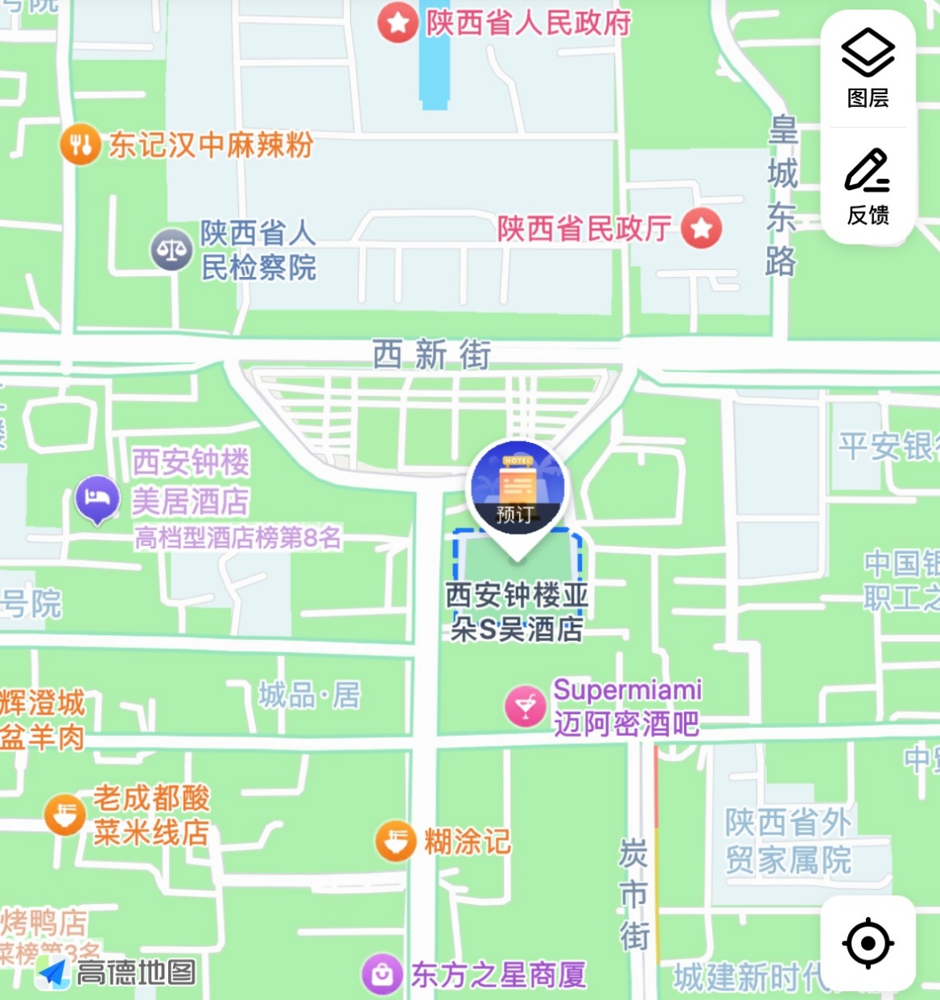 号院
陕西省人民政府
图层
东记汉中麻辣粉
皇城东路
反馈
陕西省民政厅
陕西省人
民检察院
西新街
平安银行
西安钟楼
美居酒店
高档型酒店榜第8名
HOTEL
预订
中国银
职工之
号院
西安钟楼亚
朵S吴酒店
城品·居
Supermiami
迈阿密酒吧
辉澄城
盆羊肉
中贸
老成都酸
菜米线店
糊涂记
陕西省外
贸家属院
炭市街
烤鸭店
菜榜第3名
高德地图
东方之星商厦
城建新时代